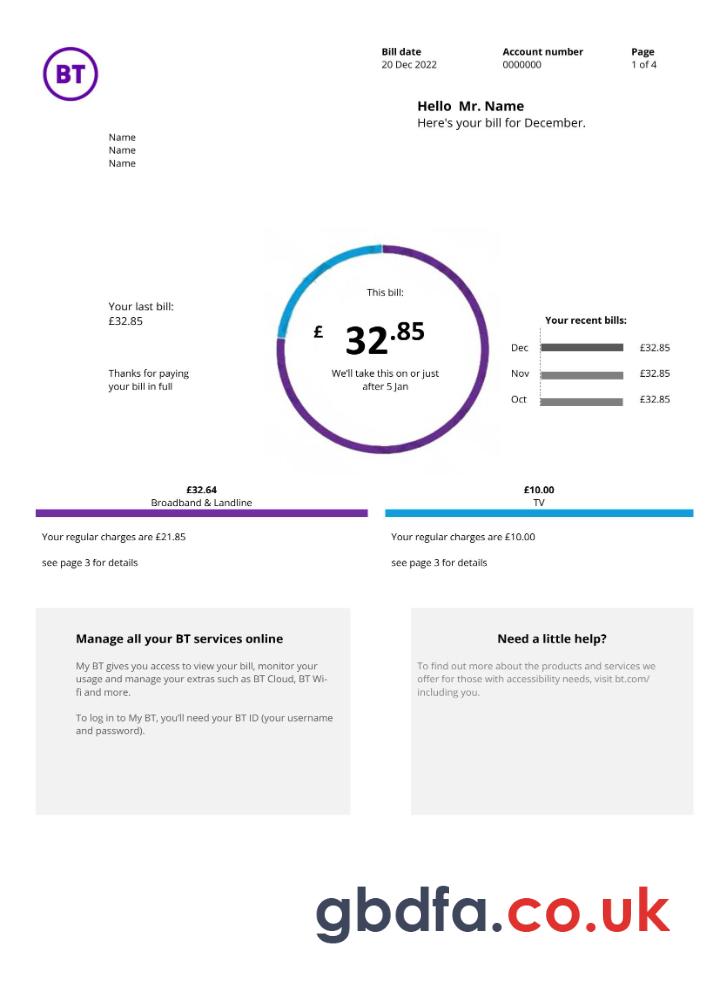 BT
Bill date
20 Dec 2022
Account number
0000000
Page
1 of 4
Hello  Mr. Name
Here's your bill for December.
Name
Name
Name
Your last bill:
£32.85
Thanks for paying
your bill in full
This bill:
£ 32.85
We'll take this on or just
after 5 Jan
Your recent bills:
Dec £32.85
Nov £32.85
Oct £32.85
£32.64
Broadband & Landline
Your regular charges are £21.85
see page 3 for details
£10.00
TV
Your regular charges are £10.00
see page 3 for details
Manage all your BT services online
My BT gives you access to view your bill, monitor your
usage and manage your extras such as BT Cloud, BT Wi-
fi and more.
To log in to My BT, you'll need your BT ID (your username
and password).
Need a little help?
To find out more about the products and services we
offer for those with accessibility needs, visit bt.com/
including you.
gbdfa.co.uk